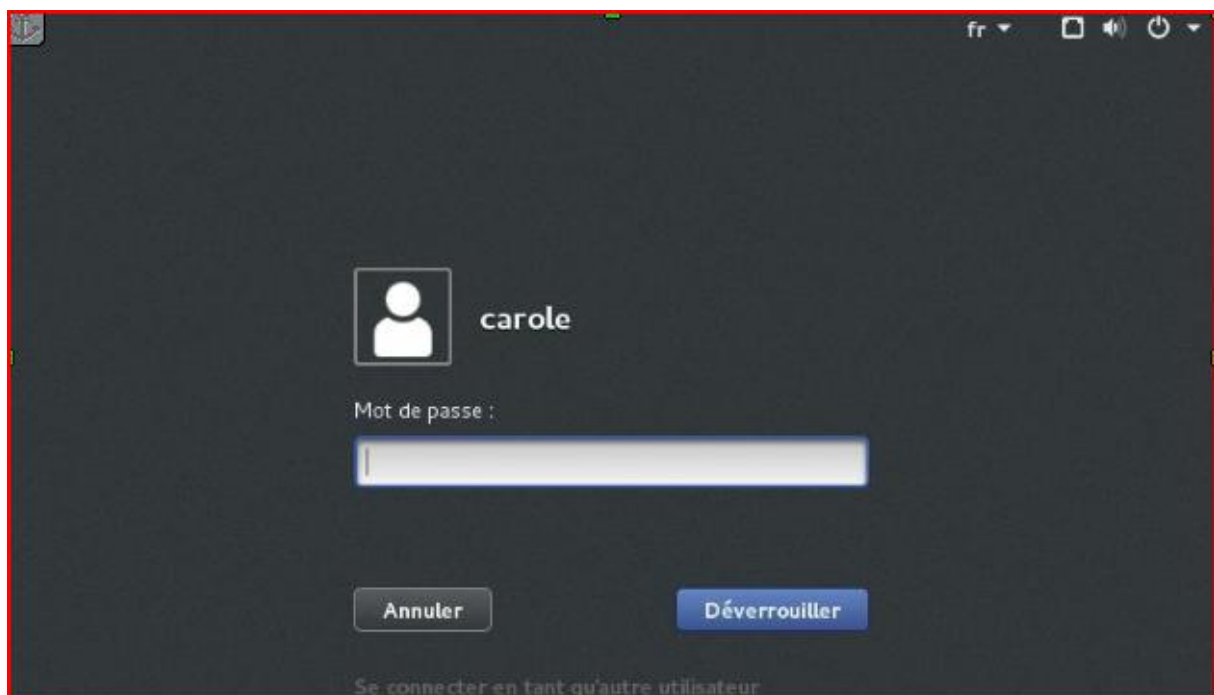 fr
carole
Mot de passe :
Annuler
Déverrouiller
Se connecter en tant qu'autre utilisateur